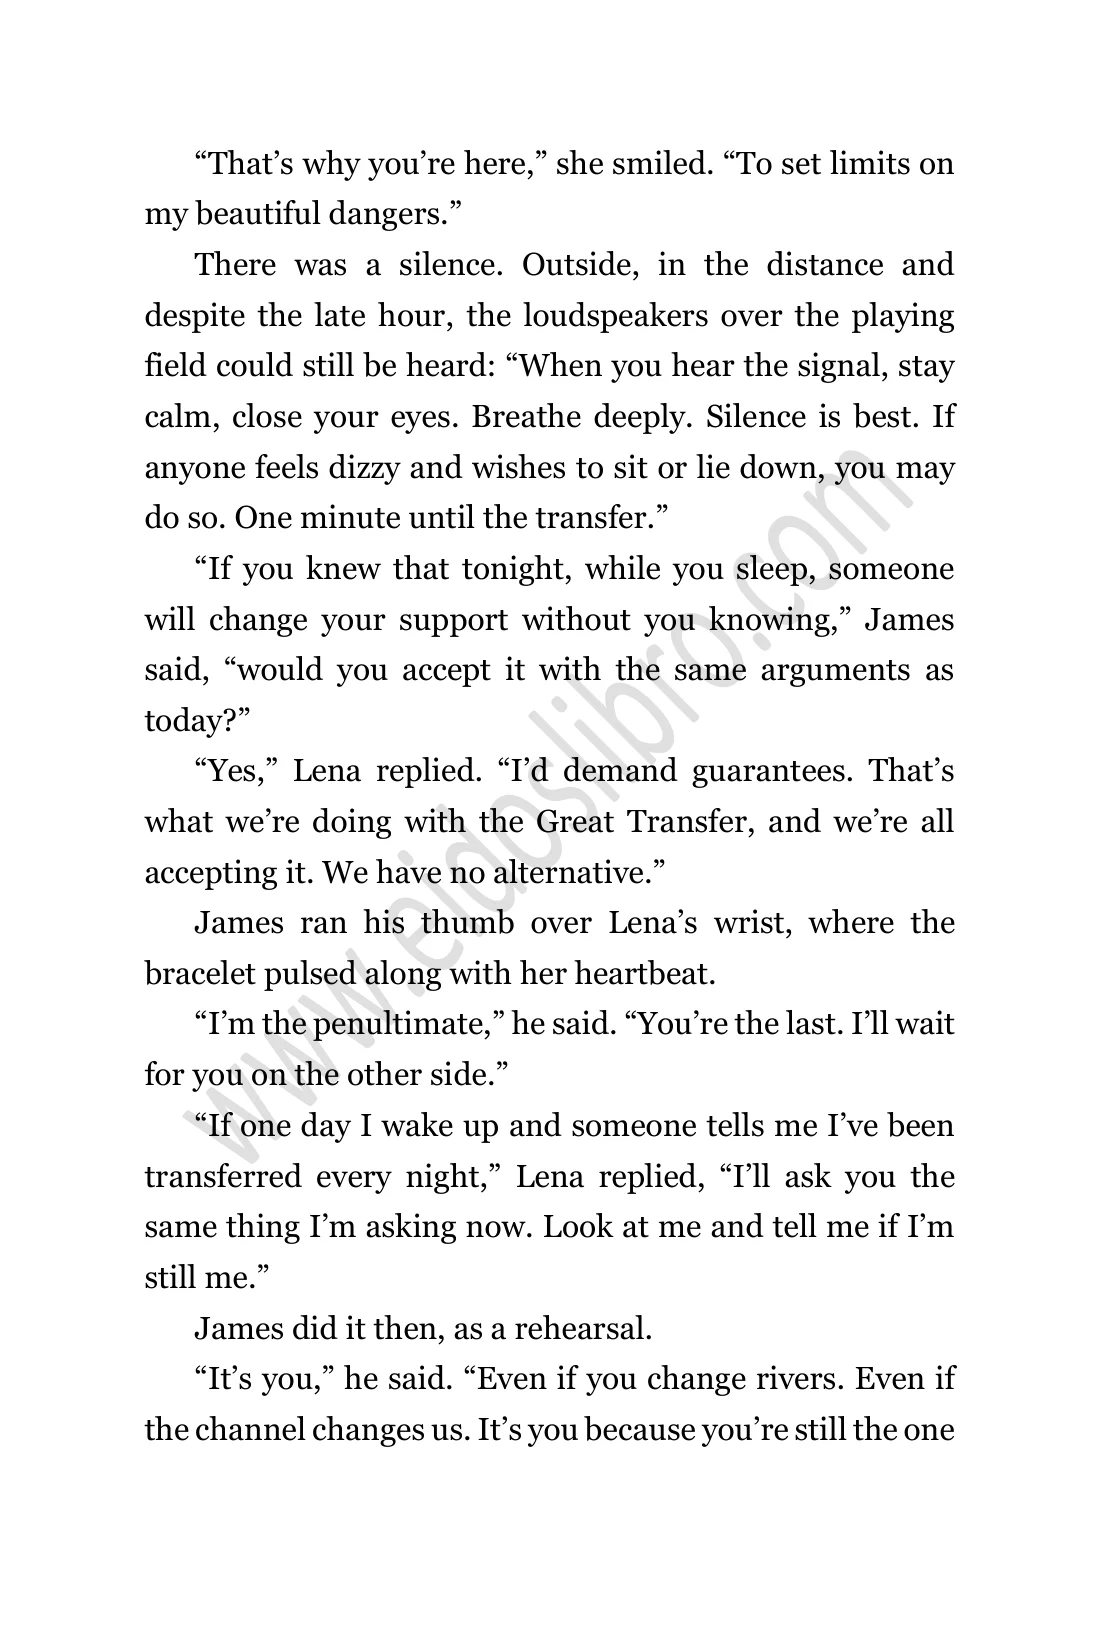 “That’s why you’re here,” she smiled. “To set limits on
my beautiful dangers.”
There was a silence. Outside, in the distance and
despite the late hour, the loudspeakers over the playing
field could still be heard: “When you hear the signal, stay
calm, close your eyes. Breathe deeply. Silence is best. If
anyone feels dizzy and wishes to sit or lie down, you may
do so. One minute until the transfer.”
“If you knew that tonight, while you sleep, someone
will change your support without you knowing,” James
said, “would you accept it with the same arguments as
today?”
“Yes,” Lena replied. “I’d demand guarantees. That’s
what we’re doing with the Great Transfer, and we’re all
accepting it. We have no alternative.”
James ran his thumb over Lena’s wrist, where the
bracelet pulsed along with her heartbeat.
“I’m the penultimate,” he said. “You’re the last. I’ll wait
for you on the other side.”
“If one day I wake up and someone tells me I’ve been
transferred every night,” Lena replied, “I’ll ask you the
same thing I’m asking now. Look at me and tell me if I’m
still me.”
James did it then, as a rehearsal.
“It’s you,” he said. “Even if you change rivers. Even if
the channel changes us. It’s you because you’re still the one
www.eidoslibro.com